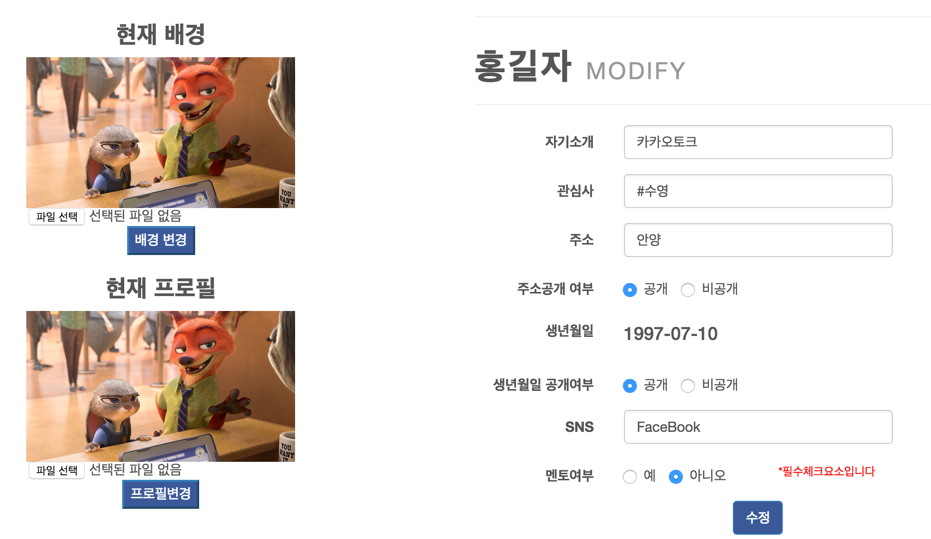 현재 배경
YOU
WANT
IT
파일 선택 선택된 파일 없음
배경 변경
현재 프로필
YOU
WANT
IT
파일 선택 선택된 파일 없음
프로필변경
홍길자 MODIFY
자기소개 카카오토크
관심사 #수영
주소 안양
주소공개 여부 공개 비공개
생년월일 1997-07-10
생년월일 공개여부 공개 비공개
SNS FaceBook
멘토여부 예 아니오 *필수체크요소입니다
수정